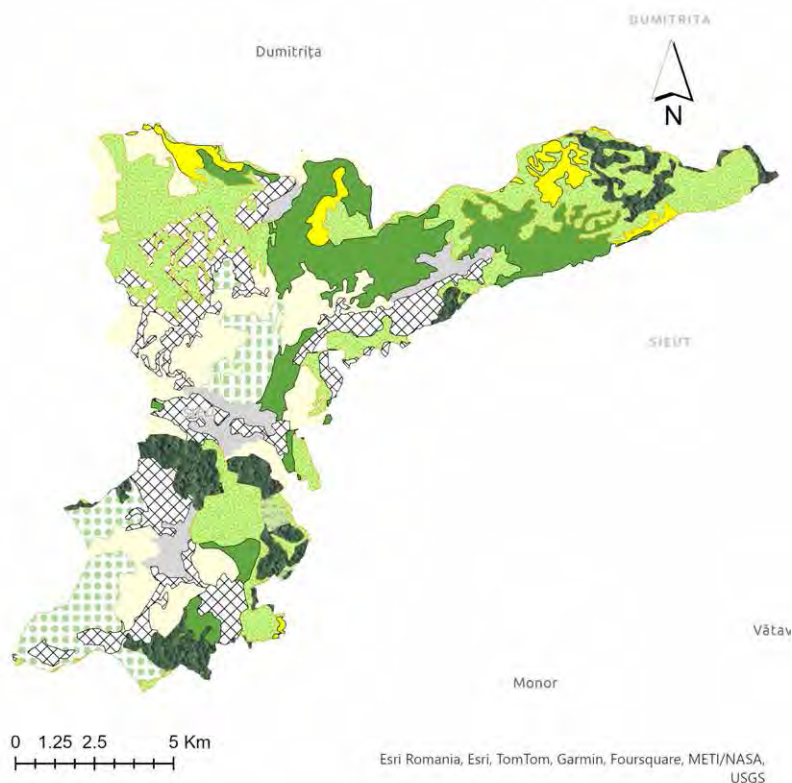 DUMITRITA
Dumitrița
N
SIEUT
Vătav
Monor
0 1.25 2.5 5 Km
Esri Romania, Esri, TomTom, Garmin, Foursquare, METI/NASA,
USGS